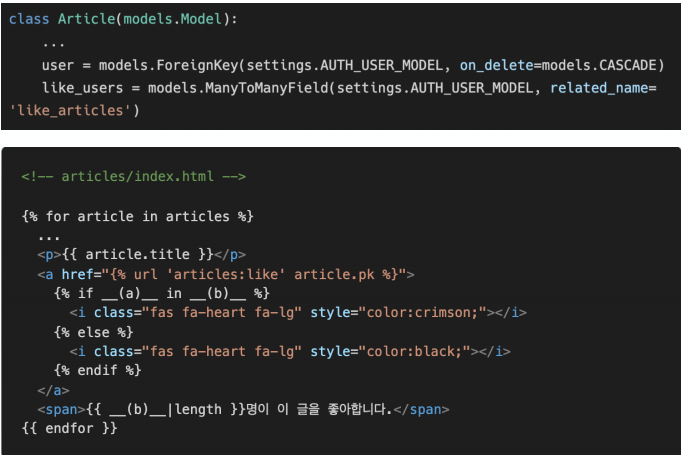 class Article(models.Model):
    ...
    user = models.ForeignKey(settings.AUTH_USER_MODEL, on_delete=models.CASCADE)
    like_users = models.ManyToManyField(settings.AUTH_USER_MODEL, related_name=
'like_articles')
<!-- articles/index.html -->
{% for article in articles %}
  ...
  <p>{{ article.title }}</p>
  <a href="{% url 'articles:like' article.pk %}">
    {% if __(a)__ in __(b)__ %}
      <i class="fas fa-heart fa-lg" style="color:crimson;"></i>
    {% else %}
      <i class="fas fa-heart fa-lg" style="color:black;"></i>
    {% endif %}
  </a>
  <span>{{ __(b)__|length }}명이 이 글을 좋아합니다.</span>
{{ endfor }}